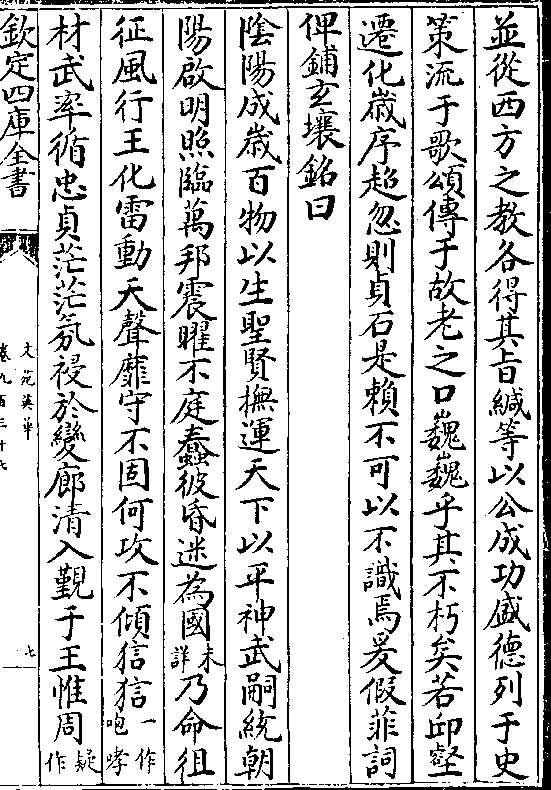 並從西方之教各得其旨緘等以公成功盛德列于史
策流于歌頌傳于故老之口巍巍乎其不朽矣若邱壑
遷化嵗序超忽則貞石是賴不可以不識焉爰假菲詞
俾鋪玄壤銘曰
陰陽成嵗百物以生聖賢撫運天下以平神武嗣統朝
陽啟明照臨萬邦震曜不庭蠢彼昏迷為國未詳乃命徂
征風行王化雷動天聲靡守不固何攻不傾狺狺一作咆哮
材武率循忠貞茫茫氛祲於變廓清入覲于王惟周疑作
欽定四庫全書
文苑英華
卷九百三十七
七